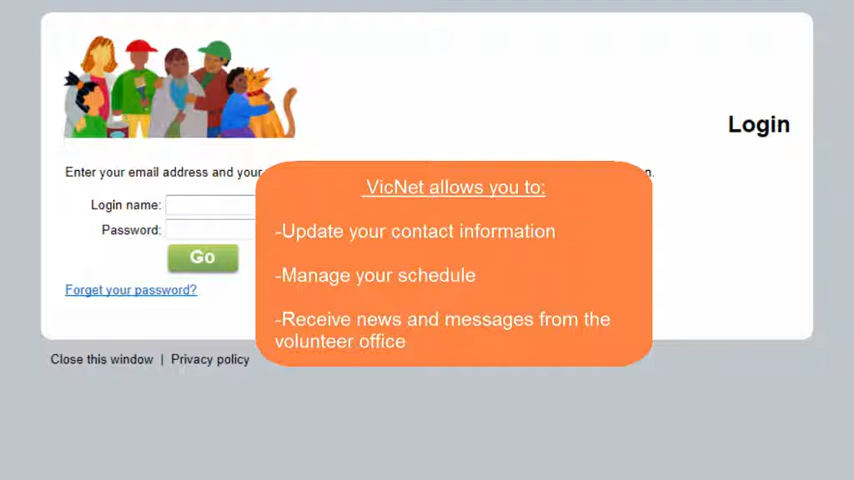 Login
Enter your email address and your
n.
VicNet allows you to:
Login name:
Password:
-Update your contact information
Go
-Manage your schedule
Forget your password?
-Receive news and messages from the
volunteer office
Close this window | Privacy policy